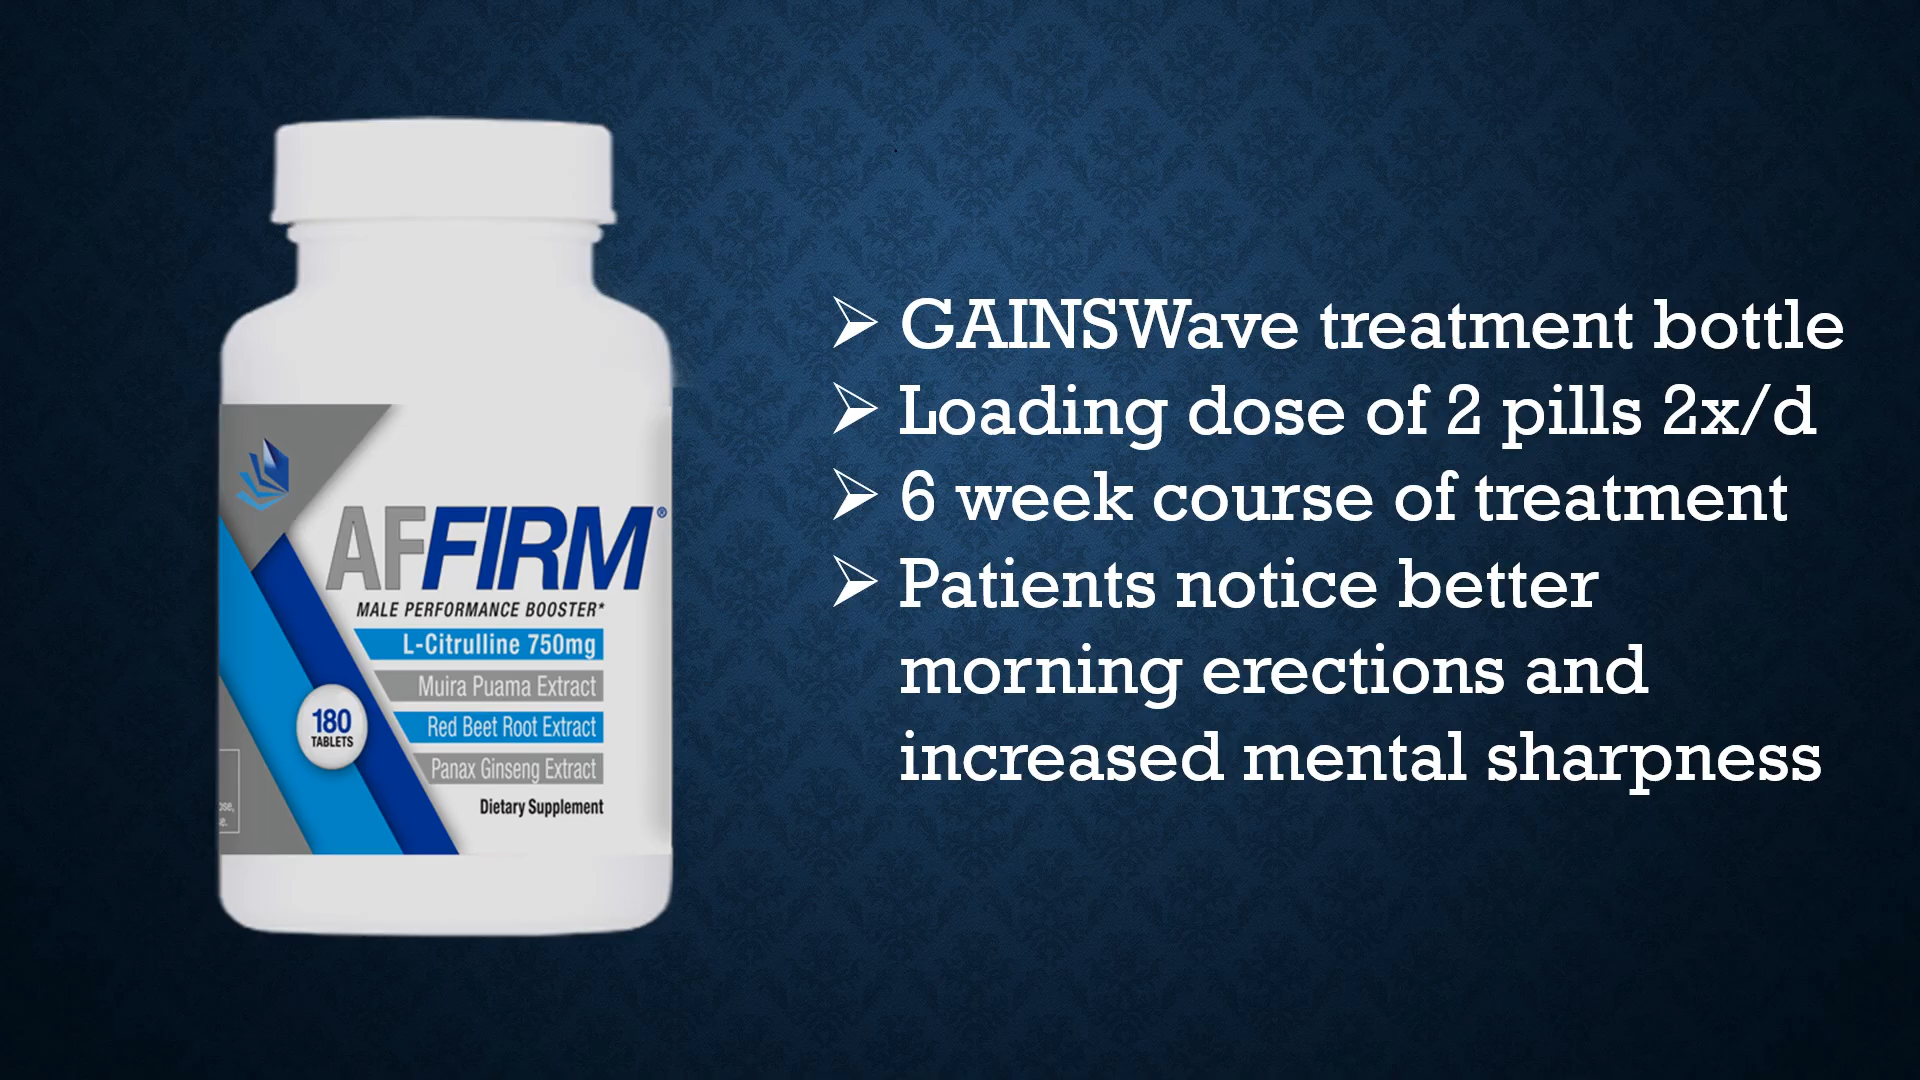 AFFIRM®
MALE PERFORMANCE BOOSTER*
L-Citrulline 750mg
Muira Puama Extract
Red Beet Root Extract
Panax Ginseng Extract
180
TABLETS
Dietary Supplement
GAINSWave treatment bottle
Loading dose of 2 pills 2x/d
6 week course of treatment
Patients notice better
morning erections and
increased mental sharpness